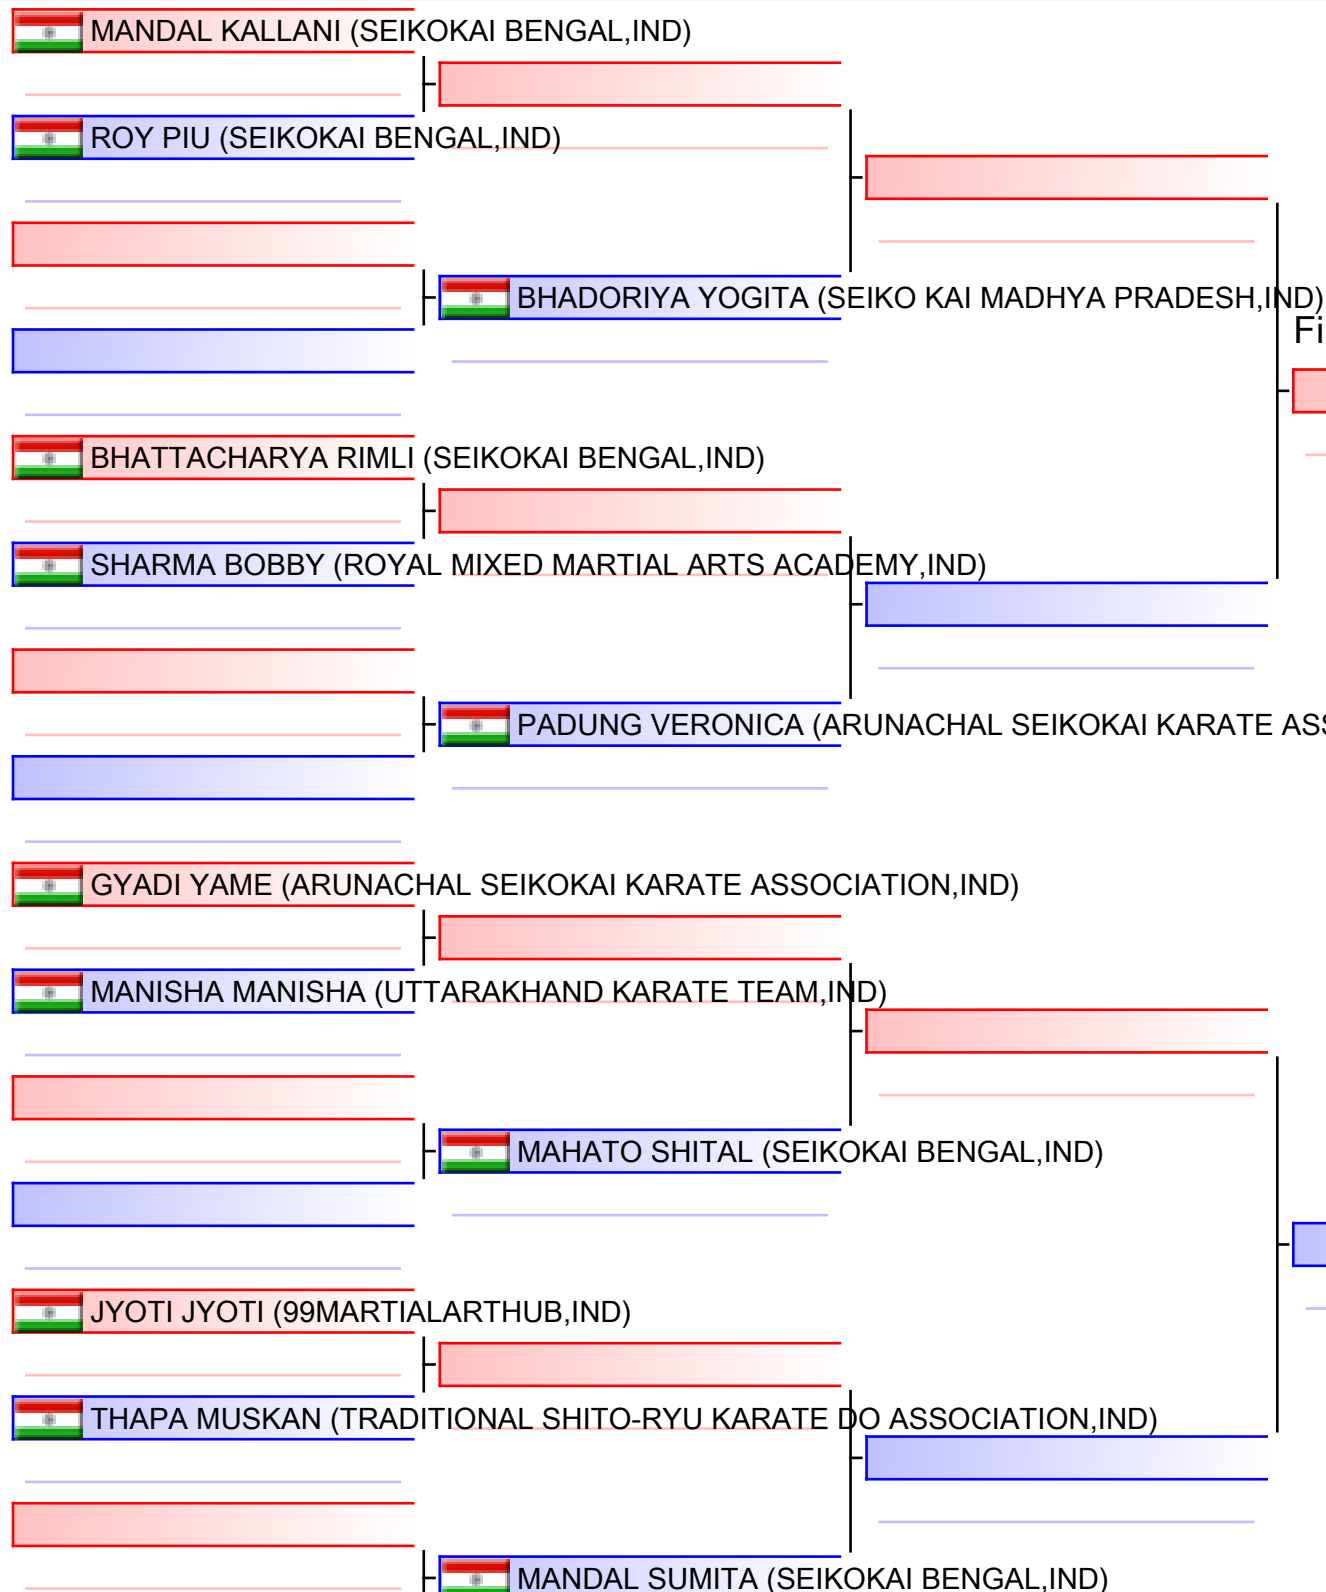 MANDAL KALLANI (SEIKOKAI BENGAL,IND)
ROY PIU (SEIKOKAI BENGAL,IND)
BHADORIYA YOGITA (SEIKO KAI MADHYA PRADESH,IND)
Fi
BHATTACHARYA RIMLI (SEIKOKAI BENGAL,IND)
SHARMA BOBBY (ROYAL MIXED MARTIAL ARTS ACADEMY,IND)
PADUNG VERONICA (ARUNACHAL SEIKOKAI KARATE ASS
GYADI YAME (ARUNACHAL SEIKOKAI KARATE ASSOCIATION,IND)
MANISHA MANISHA (UTTARAKHAND KARATE TEAM,IND)
MAHATO SHITAL (SEIKOKAI BENGAL,IND)
JYOTI JYOTI (99MARTIALARTHUB,IND)
THAPA MUSKAN (TRADITIONAL SHITO-RYU KARATE DO ASSOCIATION,IND)
MANDAL SUMITA (SEIKOKAI BENGAL,IND)